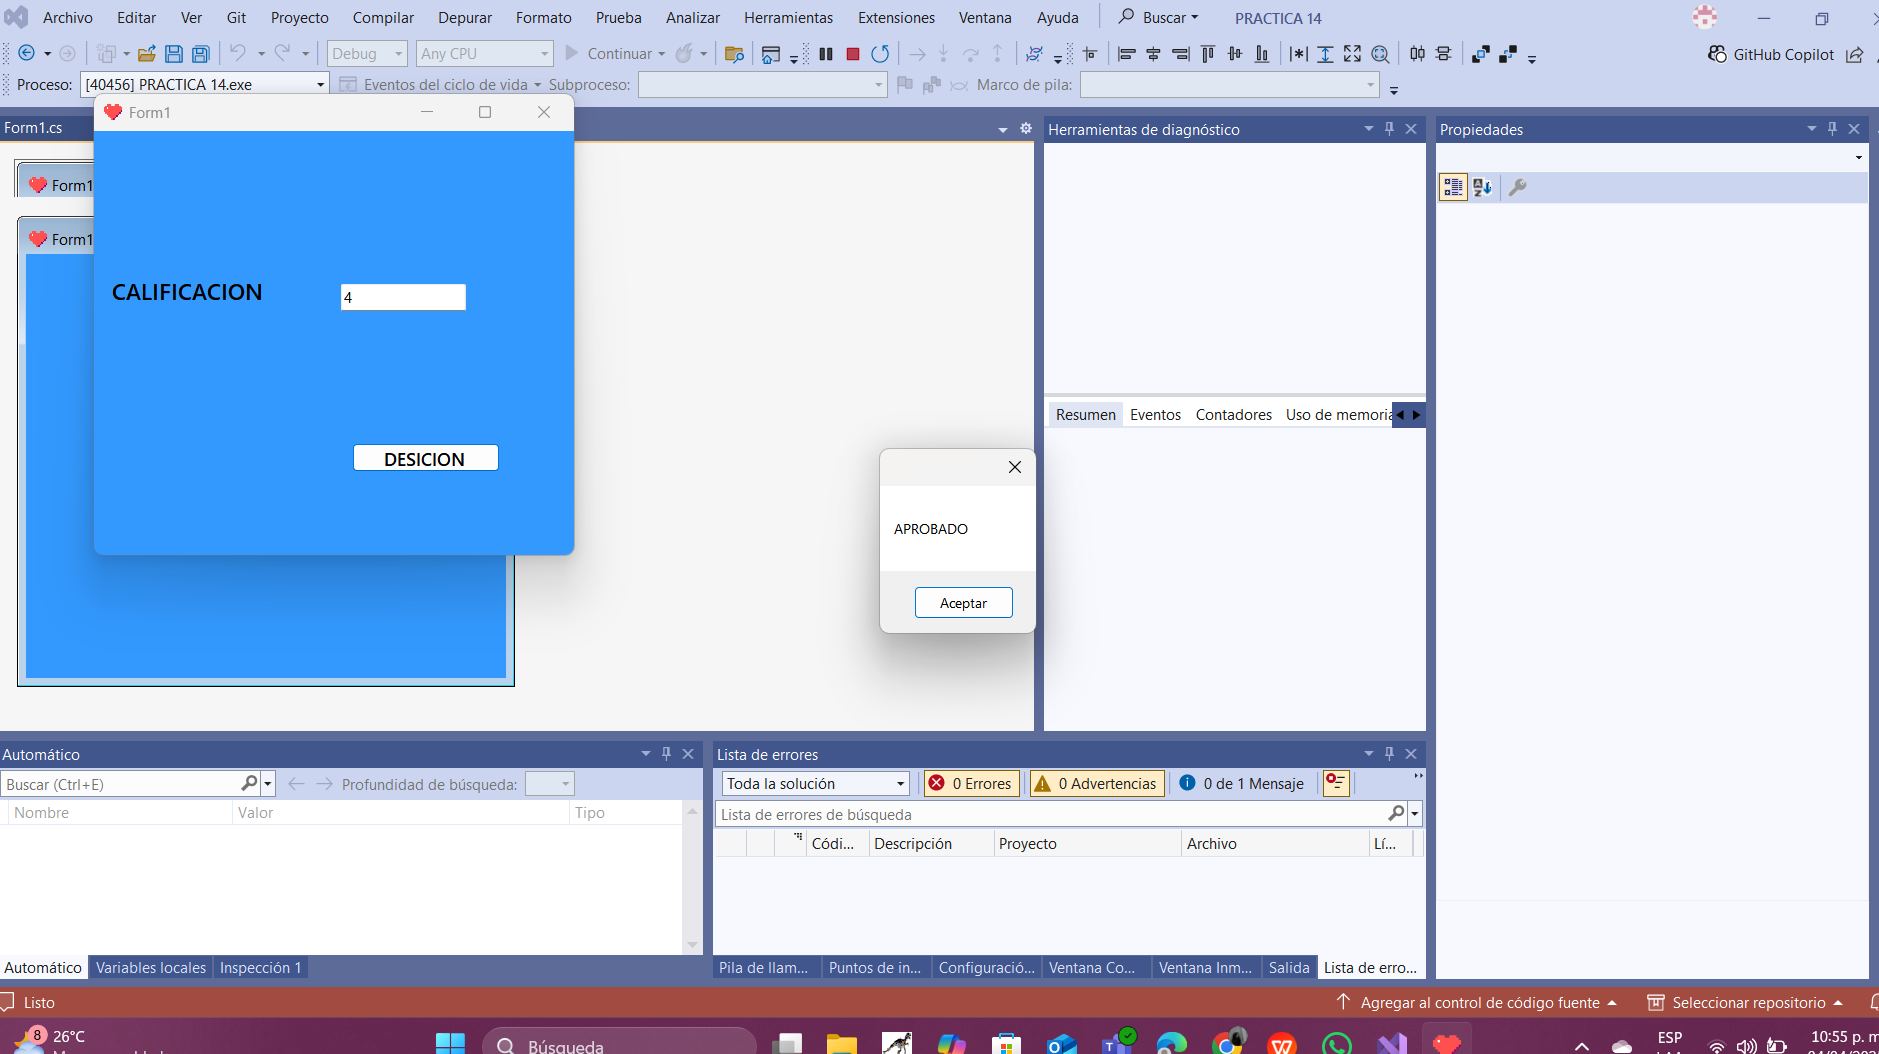 Archivo Editar Ver Git Proyecto Compilar Depurar Formato Prueba Analizar Herramientas Extensiones Ventana Ayuda Buscar PRACTICA 14
Debug Any CPU Continuar GitHub Copilot
Proceso: [40456] PRACTICA 14.exe Eventos del ciclo de vida Subproceso: Marco de pila:
Form1
Form1.cs
Herramientas de diagnóstico
Propiedades
Form1
Form1
CALIFICACION
4
Resumen Eventos Contadores Uso de memoria
DESICION
APROBADO
Aceptar
Automático
Buscar (Ctrl+E) Profundidad de búsqueda:
Nombre Valor Tipo
Lista de errores
Toda la solución 0 Errores 0 Advertencias 0 de 1 Mensaje
Lista de errores de búsqueda
Códi... Descripción Proyecto Archivo Lí...
Automático Variables locales Inspección 1
Pila de llam... Puntos de in... Configuració... Ventana Co... Ventana Inm... Salida Lista de erro...
Listo Agregar al control de código fuente Seleccionar repositorio
8 26°C
Búsqueda
ESP
10:55 p. m